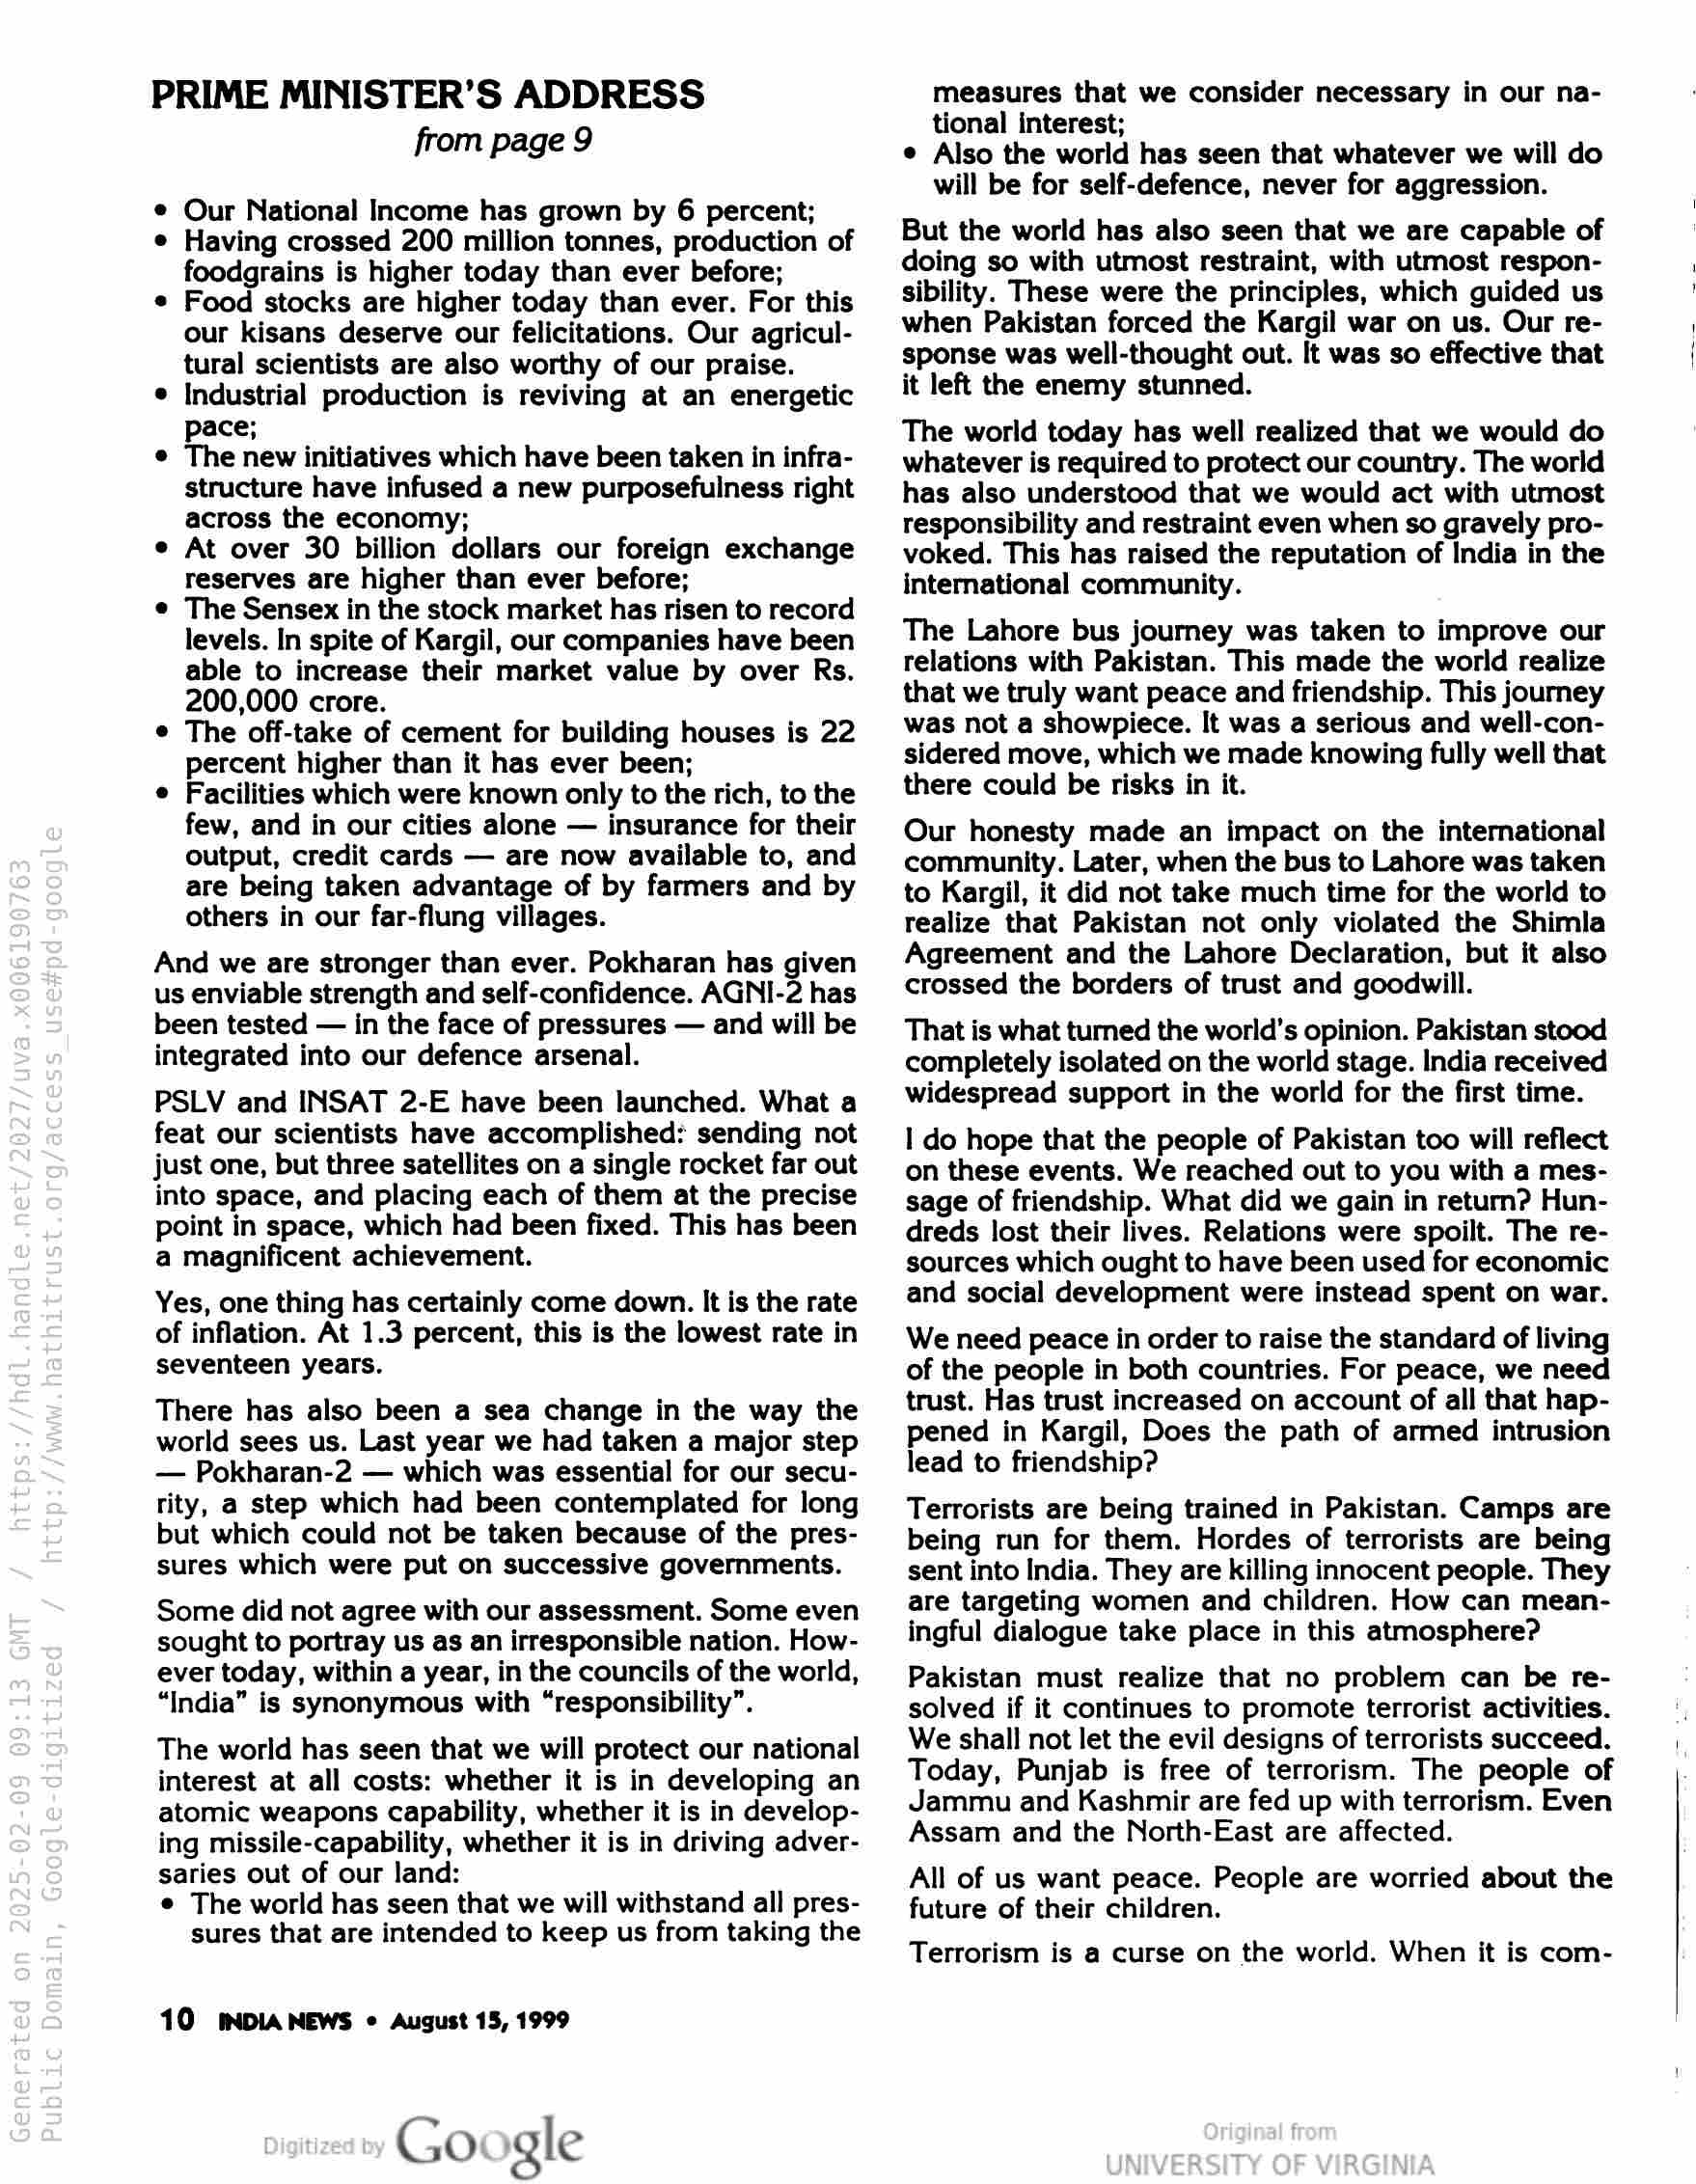 PRIME MINISTER'S ADDRESS
from page 9
• Our National Income has grown by 6 percent;
• Having crossed 200 million tonnes, production of
foodgrains is higher today than ever before;
• Food stocks are higher today than ever. For this
our kisans deserve our felicitations. Our agricul-
tural scientists are also worthy of our praise.
• Industrial production is reviving at an energetic
pace;
• The new initiatives which have been taken in infra-
structure have infused a new purposefulness right
across the economy;
• At over 30 billion dollars our foreign exchange
reserves are higher than ever before;
• The Sensex in the stock market has risen to record
levels. In spite of Kargil, our companies have been
able to increase their market value by over Rs.
200,000 crore.
• The off-take of cement for building houses is 22
percent higher than it has ever been;
• Facilities which were known only to the rich, to the
few, and in our cities alone — insurance for their
output, credit cards — are now available to, and
are being taken advantage of by farmers and by
others in our far-flung villages.
And we are stronger than ever. Pokharan has given
us enviable strength and self-confidence. AGNI-2 has
been tested — in the face of pressures — and will be
integrated into our defence arsenal.
PSLV and INSAT 2-E have been launched. What a
feat our scientists have accomplished: sending not
just one, but three satellites on a single rocket far out
into space, and placing each of them at the precise
point in space, which had been fixed. This has been
a magnificent achievement.
Yes, one thing has certainly come down. It is the rate
of inflation. At 1.3 percent, this is the lowest rate in
seventeen years.
There has also been a sea change in the way the
world sees us. Last year we had taken a major step
— Pokharan-2 — which was essential for our secu-
rity, a step which had been contemplated for long
but which could not be taken because of the pres-
sures which were put on successive governments.
Some did not agree with our assessment. Some even
sought to portray us as an irresponsible nation. How-
ever today, within a year, in the councils of the world,
“India” is synonymous with “responsibility”.
The world has seen that we will protect our national
interest at all costs: whether it is in developing an
atomic weapons capability, whether it is in develop-
ing missile-capability, whether it is in driving adver-
saries out of our land:
• The world has seen that we will withstand all pres-
sures that are intended to keep us from taking the
measures that we consider necessary in our na-
tional interest;
• Also the world has seen that whatever we will do
will be for self-defence, never for aggression.
But the world has also seen that we are capable of
doing so with utmost restraint, with utmost respon-
sibility. These were the principles, which guided us
when Pakistan forced the Kargil war on us. Our re-
sponse was well-thought out. It was so effective that
it left the enemy stunned.
The world today has well realized that we would do
whatever is required to protect our country. The world
has also understood that we would act with utmost
responsibility and restraint even when so gravely pro-
voked. This has raised the reputation of India in the
international community.
The Lahore bus journey was taken to improve our
relations with Pakistan. This made the world realize
that we truly want peace and friendship. This journey
was not a showpiece. It was a serious and well-con-
sidered move, which we made knowing fully well that
there could be risks in it.
Our honesty made an impact on the international
community. Later, when the bus to Lahore was taken
to Kargil, it did not take much time for the world to
realize that Pakistan not only violated the Shimla
Agreement and the Lahore Declaration, but it also
crossed the borders of trust and goodwill.
That is what turned the world's opinion. Pakistan stood
completely isolated on the world stage. India received
widespread support in the world for the first time.
I do hope that the people of Pakistan too will reflect
on these events. We reached out to you with a mes-
sage of friendship. What did we gain in return? Hun-
dreds lost their lives. Relations were spoilt. The re-
sources which ought to have been used for economic
and social development were instead spent on war.
We need peace in order to raise the standard of living
of the people in both countries. For peace, we need
trust. Has trust increased on account of all that hap-
pened in Kargil, Does the path of armed intrusion
lead to friendship?
Terrorists are being trained in Pakistan. Camps are
being run for them. Hordes of terrorists are being
sent into India. They are killing innocent people. They
are targeting women and children. How can mean-
ingful dialogue take place in this atmosphere?
Pakistan must realize that no problem can be re-
solved if it continues to promote terrorist activities.
We shall not let the evil designs of terrorists succeed.
Today, Punjab is free of terrorism. The people of
Jammu and Kashmir are fed up with terrorism. Even
Assam and the North-East are affected.
All of us want peace. People are worried about the
future of their children.
Terrorism is a curse on the world. When it is com-
10 INDIA NEWS • August 15, 1999
Generated on 2025-02-09 09:13 GMT / https://hdl.handle.net/2027/uva.x006190763
Public Domain, Google-digitized / http://www.hathitrust.org/access_use#pd-google
Digitized by Google
Original from
UNIVERSITY OF VIRGINIA